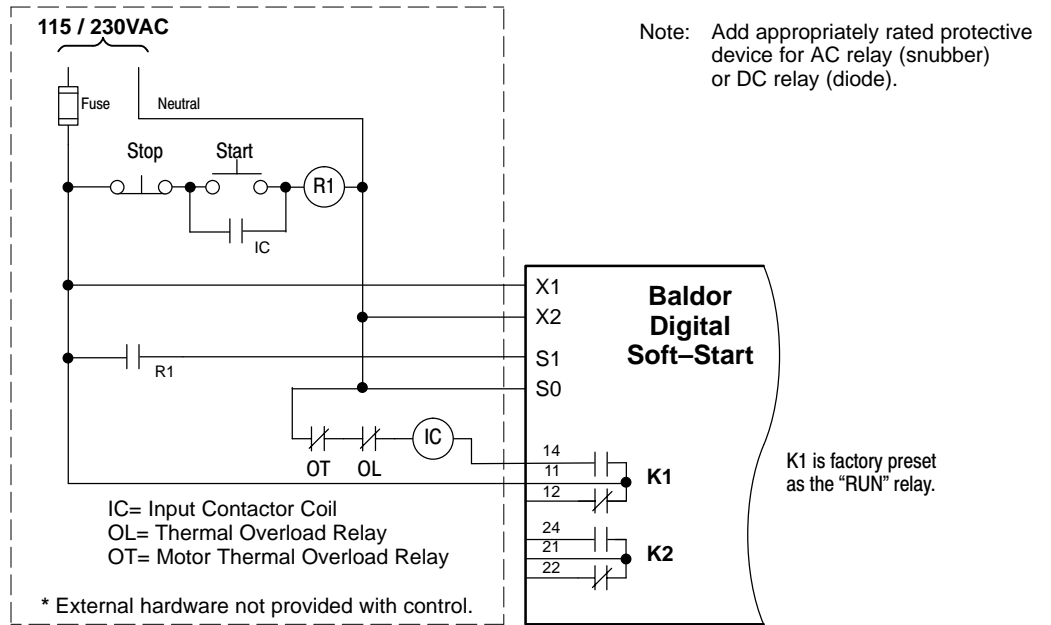 115 / 230VAC
Fuse
Neutral
Note: Add appropriately rated protective
device for AC relay (snubber)
or DC relay (diode).
Stop
Start
R1
IC
X1
X2
S1
S0
Baldor
Digital
Soft–Start
R1
IC
OT
OL
14
11
12
K1
24
21
22
K2
K1 is factory preset
as the “RUN” relay.
IC= Input Contactor Coil
OL= Thermal Overload Relay
OT= Motor Thermal Overload Relay
* External hardware not provided with control.